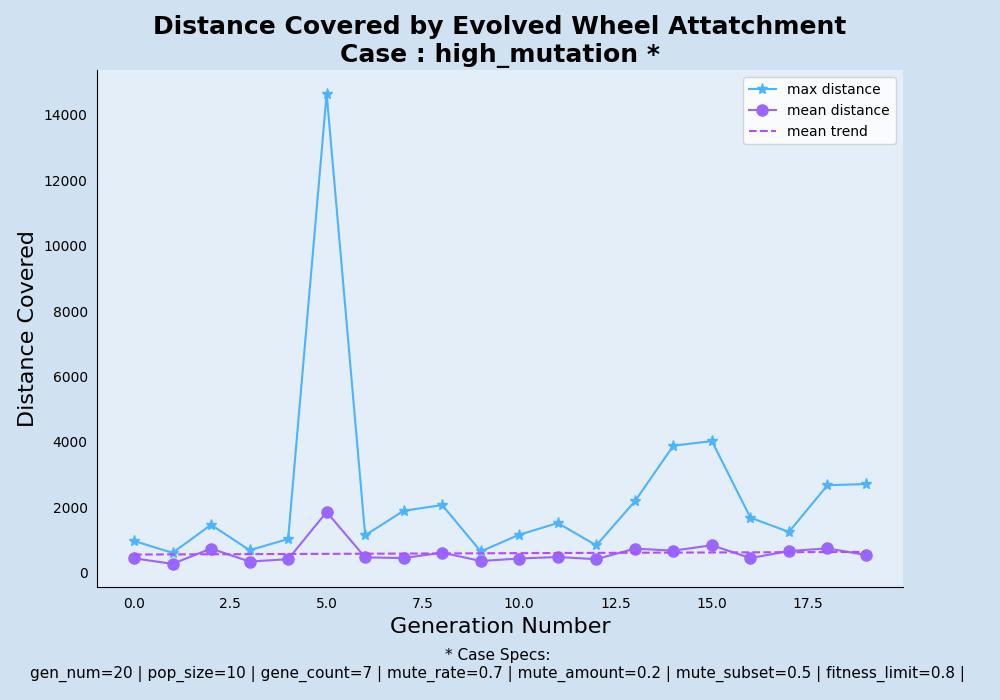 Distance Covered by Evolved Wheel Attatchment
Case : high_mutation *
max distance
mean distance
mean trend
Distance Covered
14000
12000
10000
8000
6000
4000
2000
0
0.0 2.5 5.0 7.5 10.0 12.5 15.0 17.5
Generation Number
* Case Specs:
gen_num=20 | pop_size=10 | gene_count=7 | mute_rate=0.7 | mute_amount=0.2 | mute_subset=0.5 | fitness_limit=0.8 |